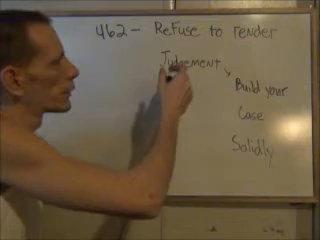 462 - Refuse to render
Judgement
Build your
Case
Solidly